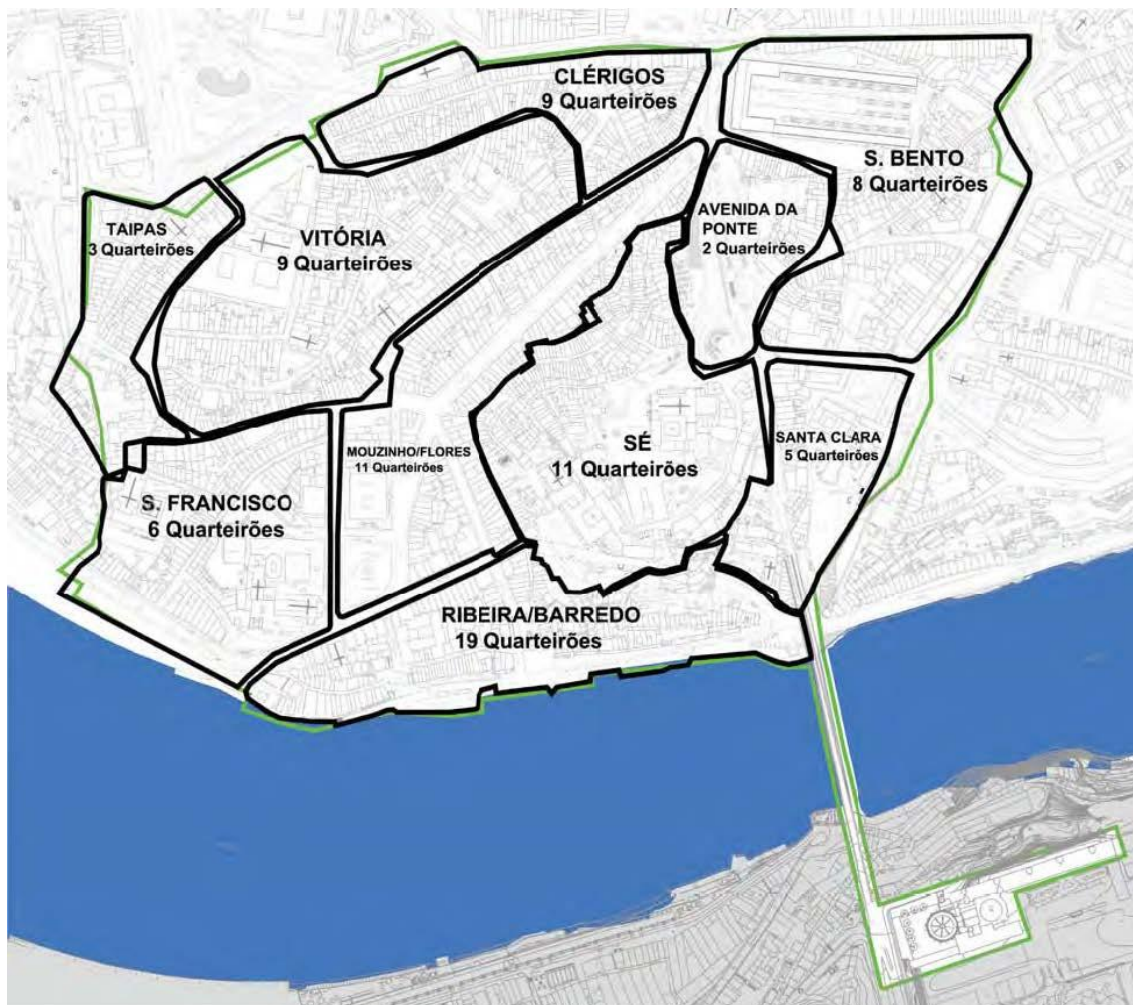 CLÉRIGOS
9 Quarteirões
S. BENTO
8 Quarteirões
AVENIDA DA
PONTE
2 Quarteirões
TAIPAS
3 Quarteirões
VITÓRIA
9 Quarteirões
MOUZINHO/FLORES
11 Quarteirões
SÉ
11 Quarteirões
SANTA CLARA
5 Quarteirões
S. FRANCISCO
6 Quarteirões
RIBEIRA/BARREDO
19 Quarteirões